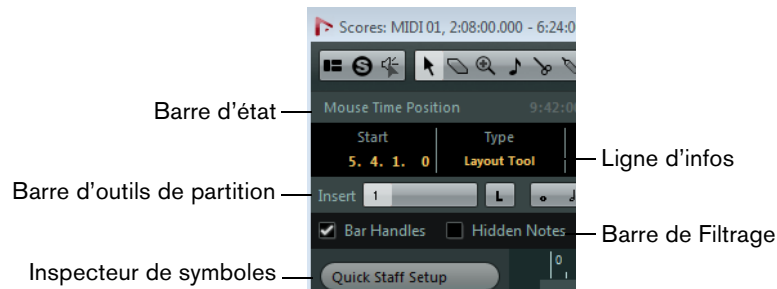 Scores: MIDI 01, 2:08:00.000 - 6:24:0
Barre d'état
Mouse Time Position 9:42:00
Start Type
5. 4. 1. 0 Layout Tool
Ligne d'infos
Barre d'outils de partition
Insert 1 L
Bar Handles Hidden Notes
Barre de Filtrage
Inspecteur de symboles
Quick Staff Setup
0